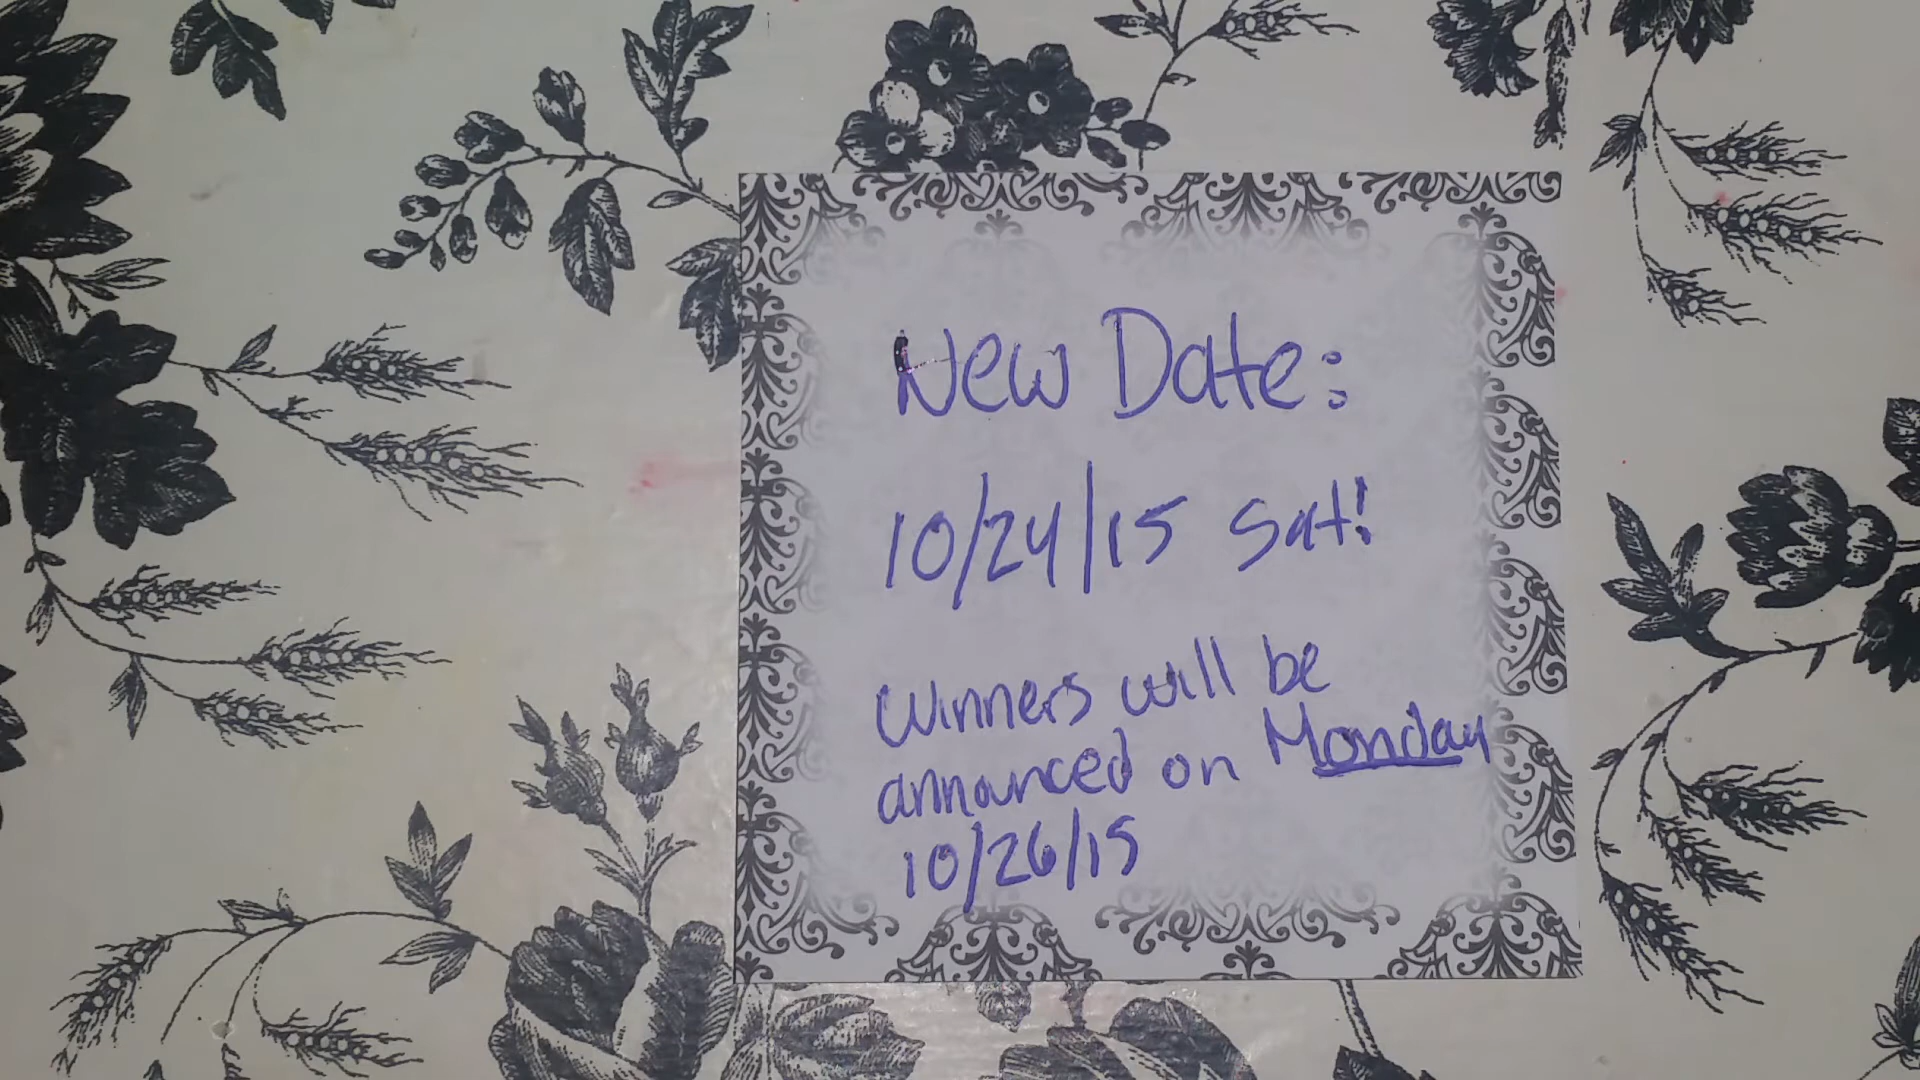 New Date:
10/24/15 Sat!
Winners will be
announced on Monday
10/26/15